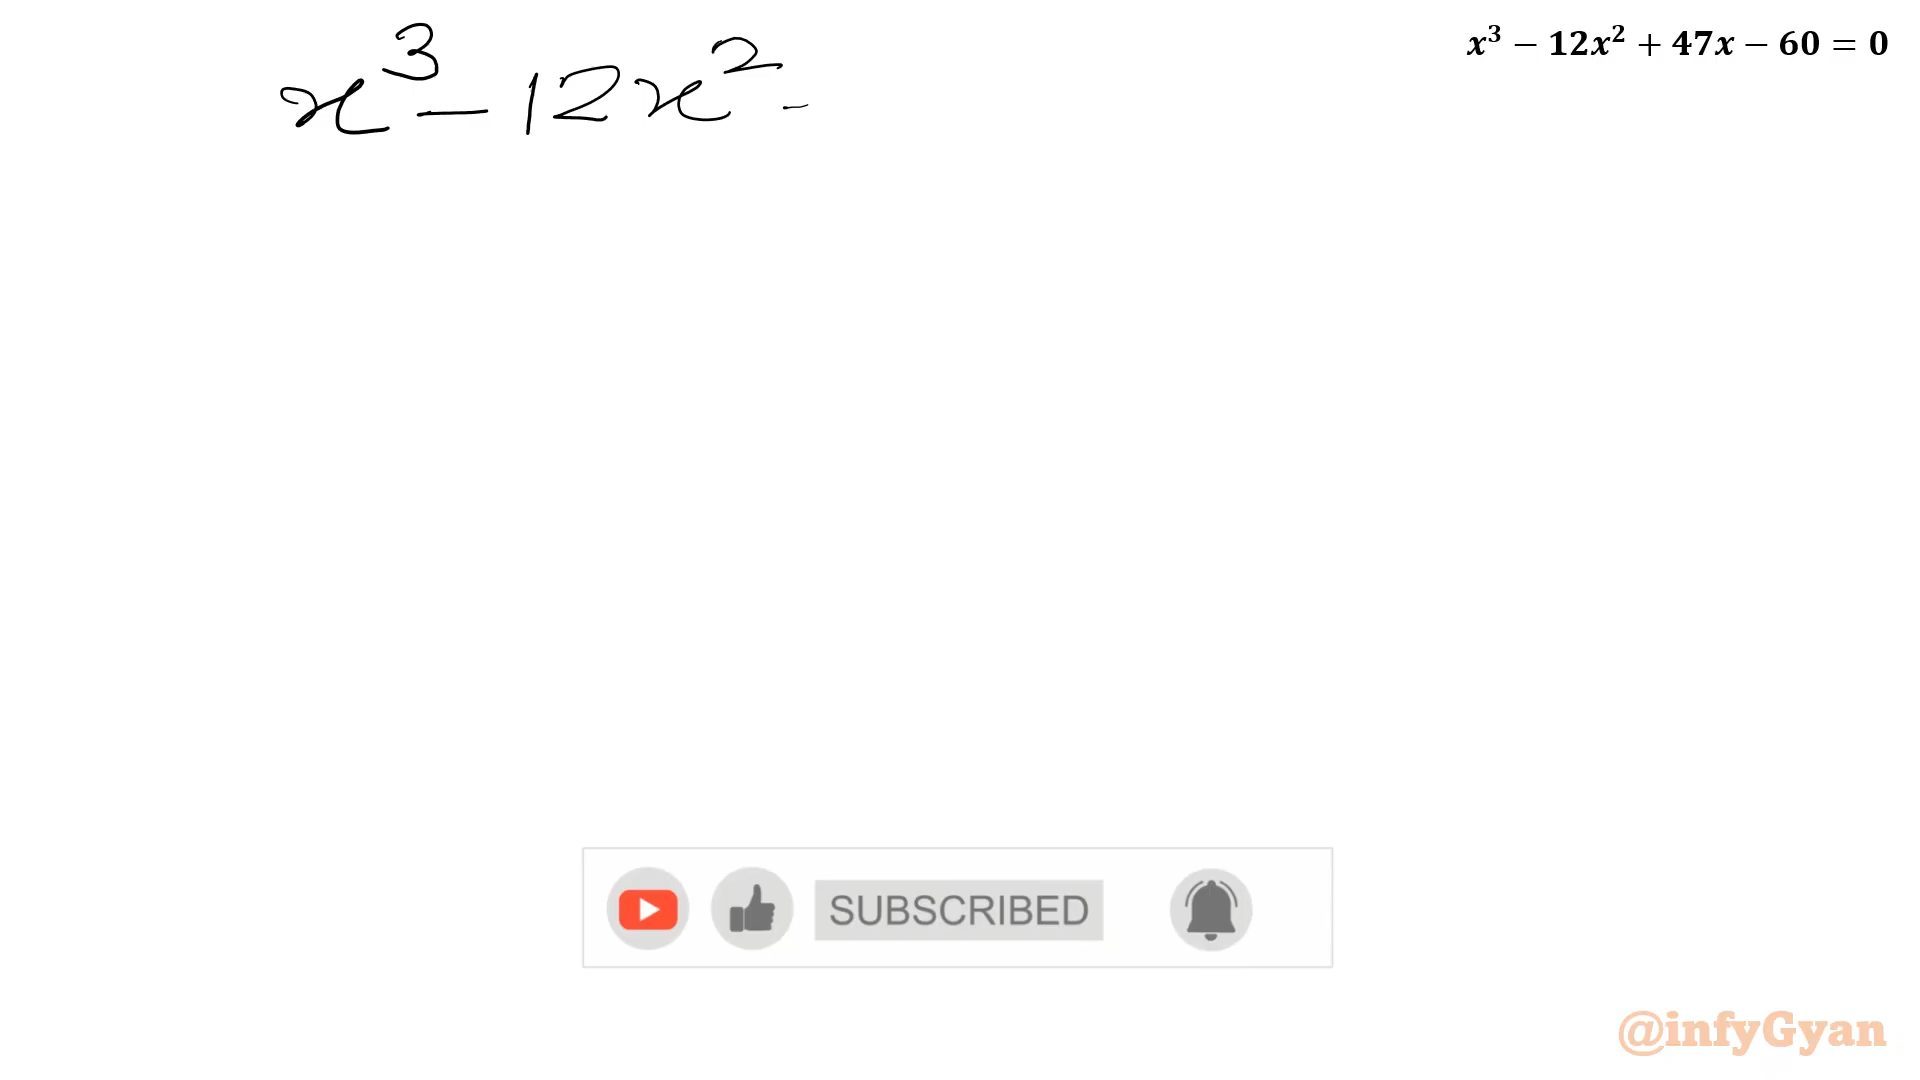 x³ - 12x² -
x³ − 12x² + 47x − 60 = 0
SUBSCRIBED
@infyGyan